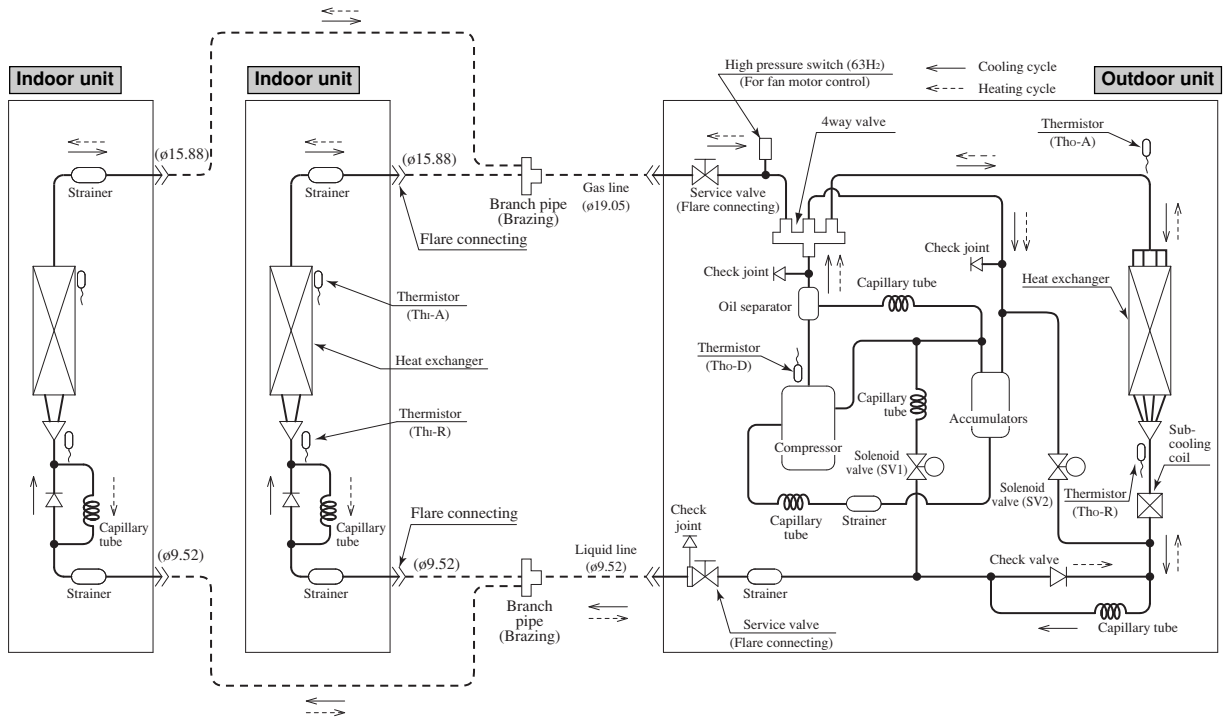 Indoor unit
Indoor unit
Outdoor unit
High pressure switch (63H2)
(For fan motor control)
Cooling cycle
Heating cycle
4way valve
Thermistor
(Tho-A)
(ø15.88)
Strainer
(ø15.88)
Strainer
Branch pipe
(Brazing)
Gas line
(ø19.05)
Service valve
(Flare connecting)
Flare connecting
Check joint
Check joint
Capillary tube
Heat exchanger
Oil separator
Thermistor
(ThI-A)
Heat exchanger
Thermistor
(Tho-D)
Capillary
tube
Accumulators
Thermistor
(ThI-R)
Compressor
Sub-
cooling
coil
Solenoid
valve (SV1)
Solenoid
valve (SV2)
Thermistor
(Tho-R)
Capillary
tube
Capillary
tube
Flare connecting
Check
joint
Capillary
tube
Strainer
(ø9.52)
Strainer
(ø9.52)
Strainer
Liquid line
(ø9.52)
Check valve
Strainer
Branch
pipe
(Brazing)
Service valve
(Flare connecting)
Capillary tube